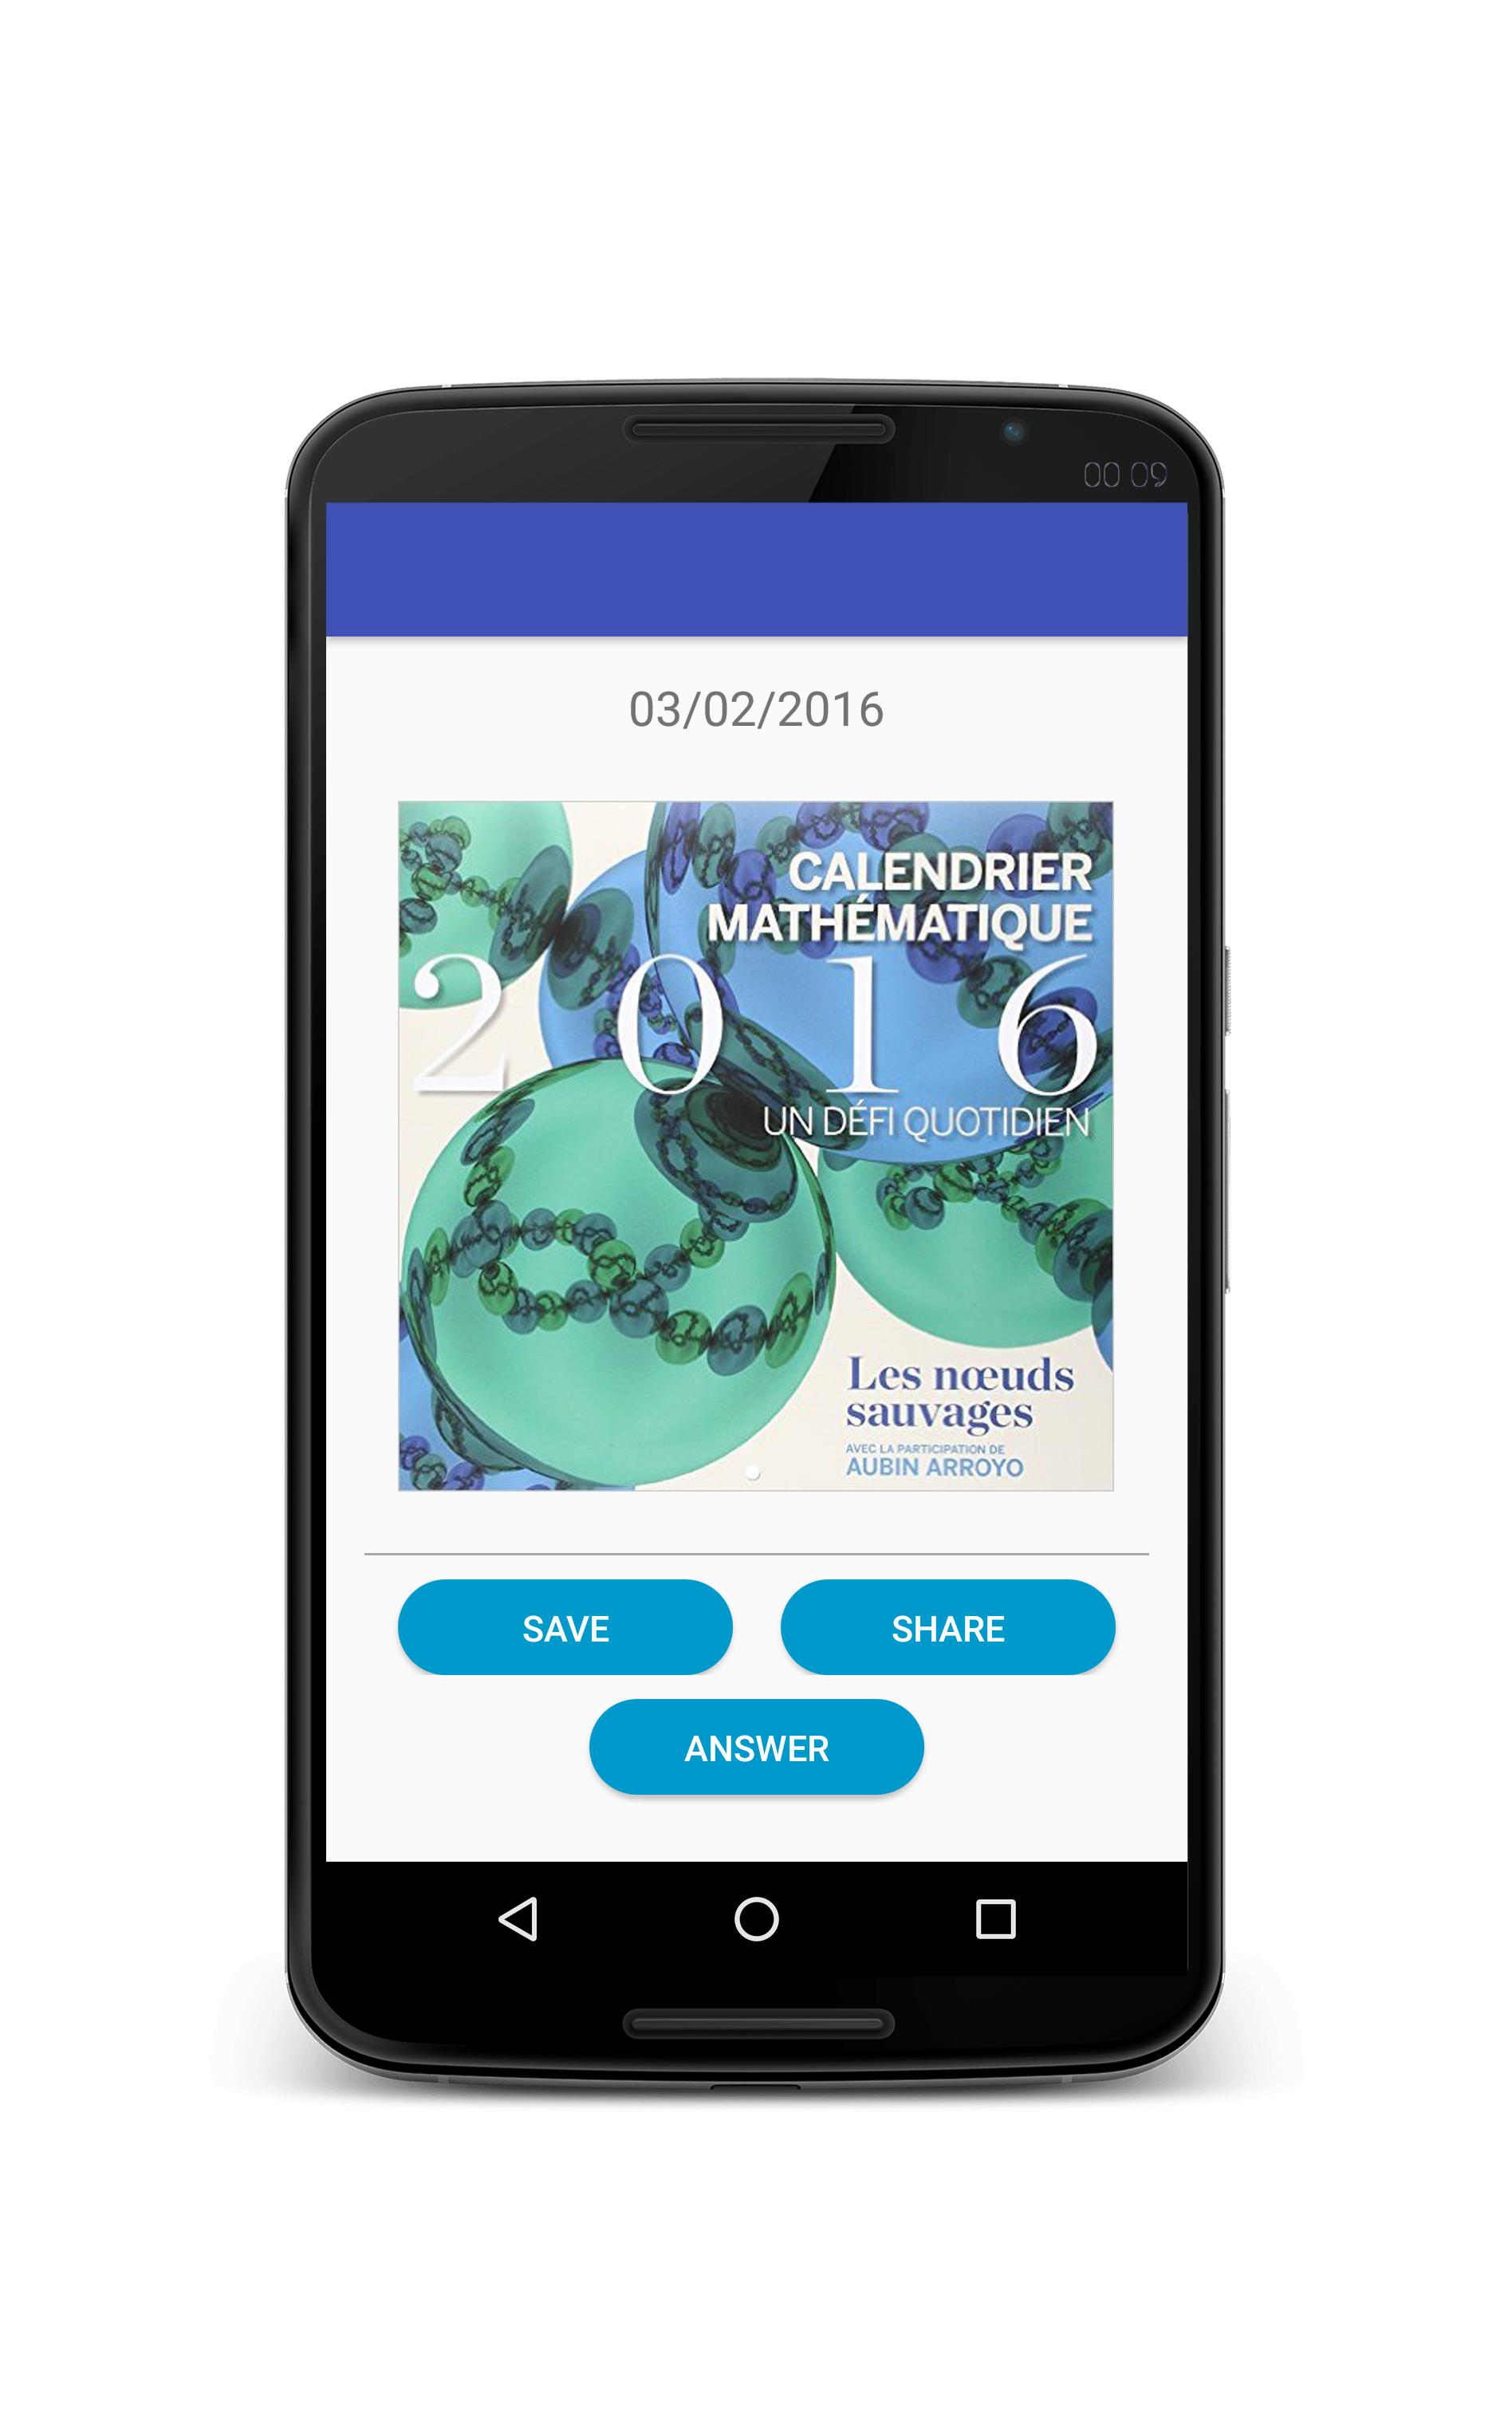 00 09
03/02/2016
CALENDRIER
MATHÉMATIQUE
2016
UN DÉFI QUOTIDIEN
Les nœuds
sauvages
AVEC LA PARTICIPATION DE
AUBIN ARROYO
SAVE
SHARE
ANSWER